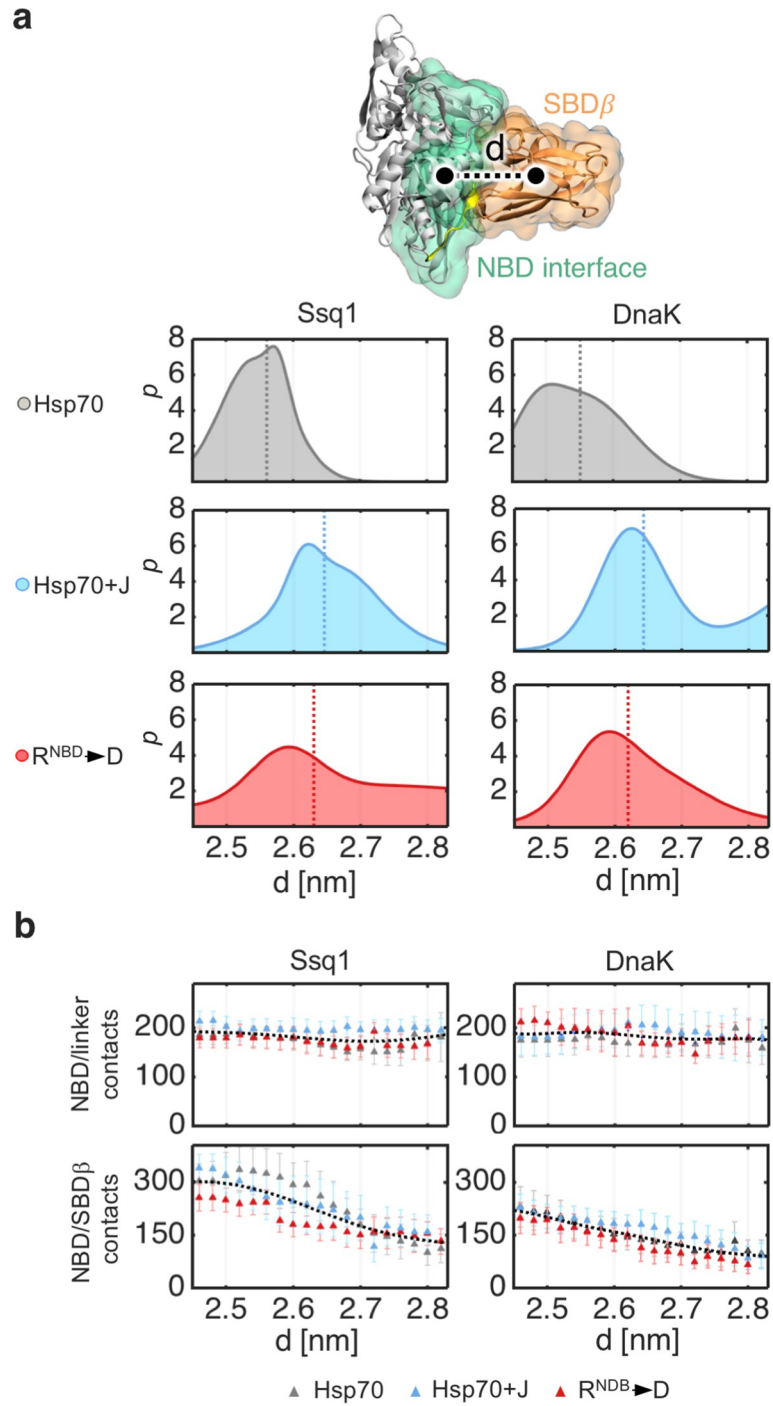 a
SBDβ
d
NBD interface
Ssq1
DnaK
Hsp70
p
8
6
4
2
8
6
4
2
Hsp70+J
p
8
6
4
2
8
6
4
2
R^NBD→D
p
8
6
4
2
8
6
4
2
2.5 2.6 2.7 2.8
2.5 2.6 2.7 2.8
d [nm]
d [nm]
b
Ssq1
DnaK
NBD/linker
contacts
200
100
0
200
100
0
NBD/SBDβ
contacts
300
150
0
300
150
0
2.5 2.6 2.7 2.8
2.5 2.6 2.7 2.8
d [nm]
d [nm]
Hsp70 Hsp70+J R^NDB→D